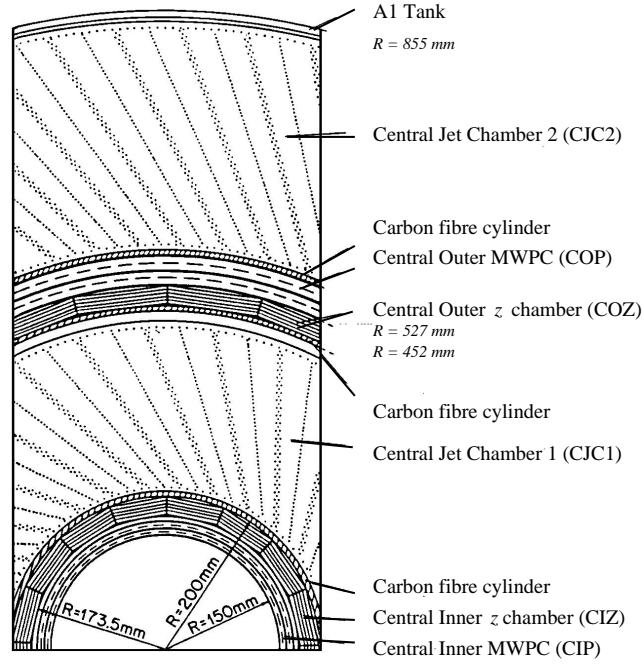 A1 Tank
R = 855 mm
Central Jet Chamber 2 (CJC2)
Carbon fibre cylinder
Central Outer MWPC (COP)
Central Outer z chamber (COZ)
R = 527 mm
R = 452 mm
Carbon fibre cylinder
Central Jet Chamber 1 (CJC1)
Carbon fibre cylinder
Central Inner z chamber (CIZ)
Central Inner MWPC (CIP)
R=173.5mm
R=200mm
R=150mm